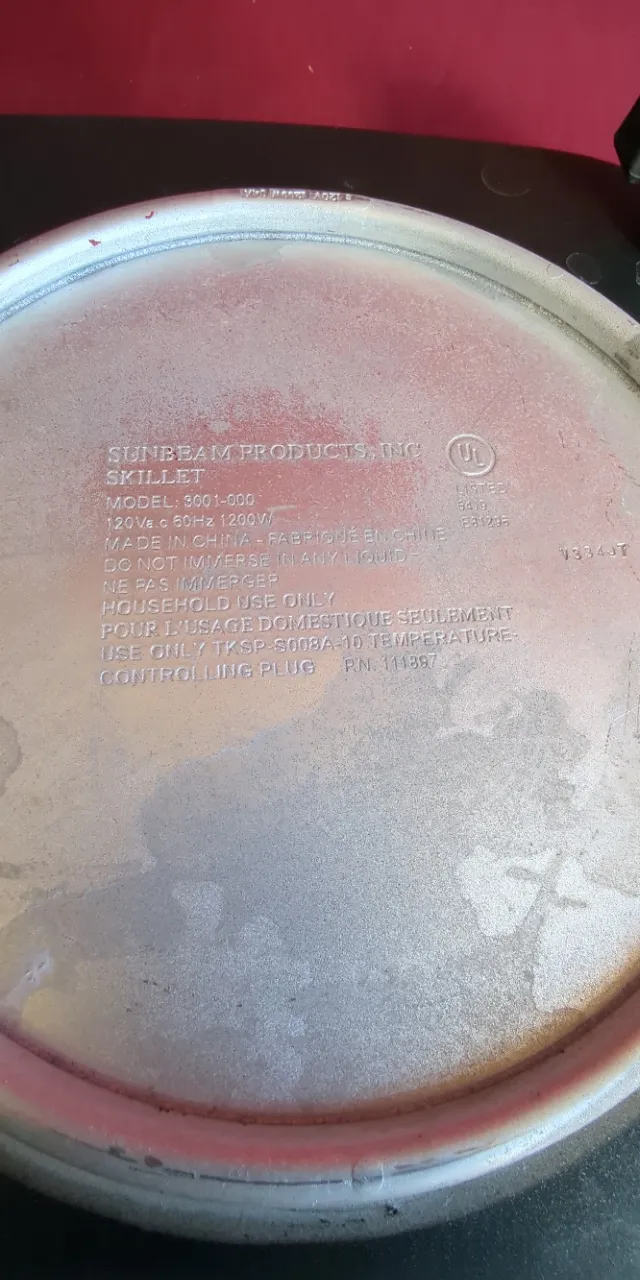 SUNBEAM PRODUCTS, INC
SKILLET
UL
MODEL: 3001-000
LISTED
120Va.c 60Hz 1200W
MADE IN CHINA - FABRIQUÉ EN CHINE
DO NOT IMMERSE IN ANY LIQUID -
NE PAS IMMERGER
HOUSEHOLD USE ONLY
POUR L'USAGE DOMESTIQUE SEULEMENT
USE ONLY TKSP-S008A-10 TEMPERATURE-
CONTROLLING PLUG P.N. 111897
V334JT